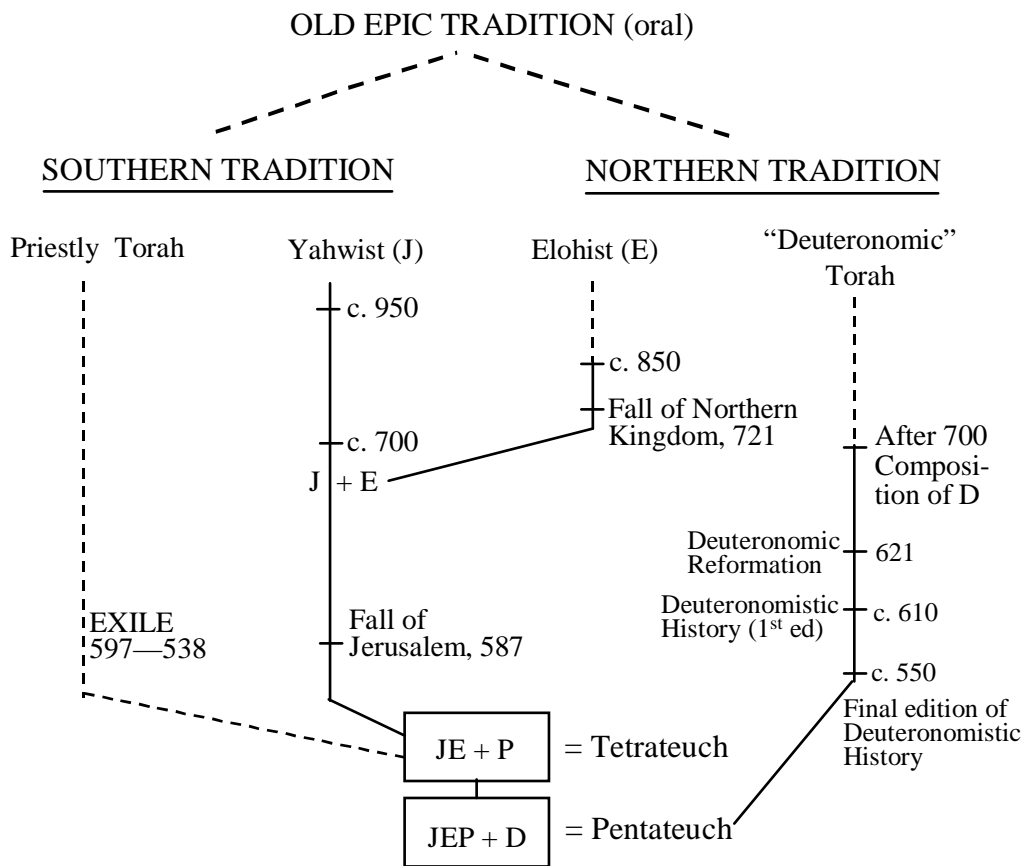 OLD EPIC TRADITION (oral)
SOUTHERN TRADITION
NORTHERN TRADITION
Priestly Torah
Yahwist (J)
Elohist (E)
“Deuteronomic”
Torah
c. 950
c. 850
Fall of Northern
Kingdom, 721
c. 700
J + E
After 700
Composi-
tion of D
Deuteronomic
Reformation
621
Deuteronomistic
History (1st ed)
c. 610
EXILE
597—538
Fall of
Jerusalem, 587
c. 550
Final edition of
Deuteronomistic
History
JE + P
= Tetrateuch
JEP + D
= Pentateuch